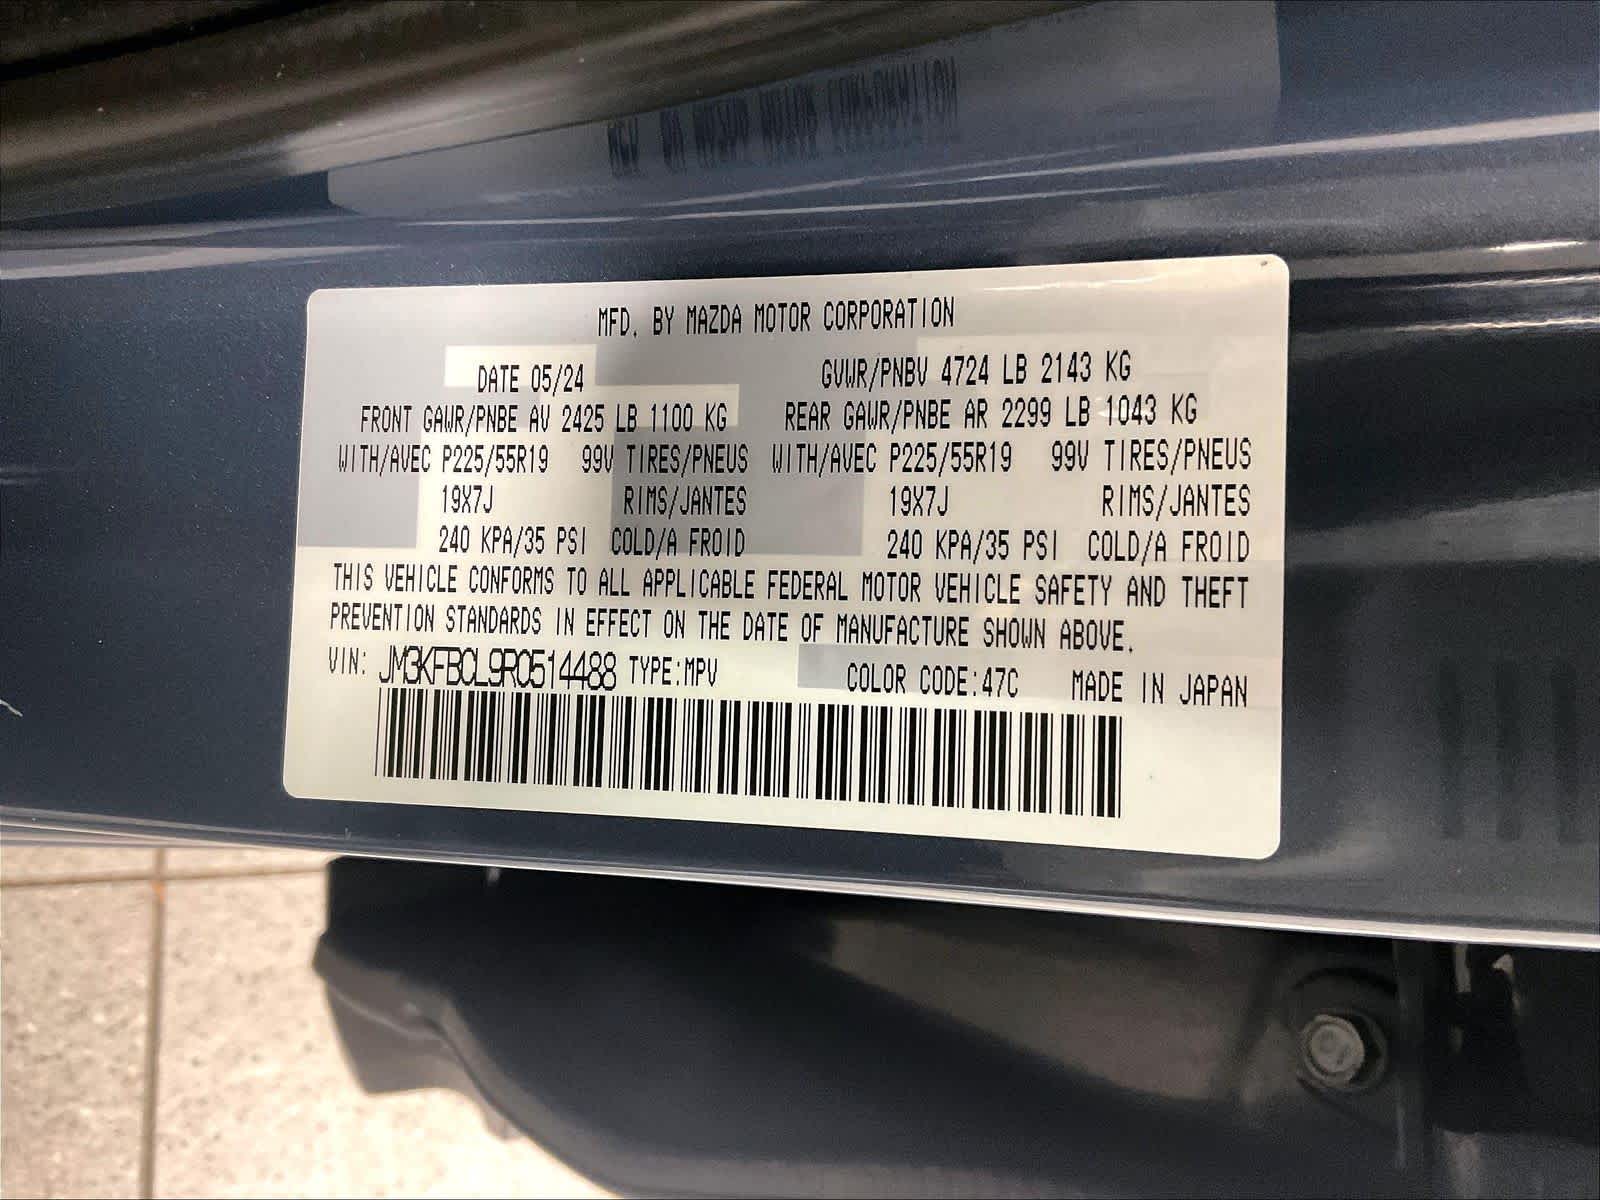 MFD. BY MAZDA MOTOR CORPORATION
DATE 05/24 GVWR/PNBV 4724 LB 2143 KG
FRONT GAWR/PNBE AV 2425 LB 1100 KG REAR GAWR/PNBE AR 2299 LB 1043 KG
WITH/AVEC P225/55R19 99V TIRES/PNEUS WITH/AVEC P225/55R19 99V TIRES/PNEUS
19X7J RIMS/JANTES 19X7J RIMS/JANTES
240 KPA/35 PSI COLD/A FROID 240 KPA/35 PSI COLD/A FROID
THIS VEHICLE CONFORMS TO ALL APPLICABLE FEDERAL MOTOR VEHICLE SAFETY AND THEFT
PREVENTION STANDARDS IN EFFECT ON THE DATE OF MANUFACTURE SHOWN ABOVE.
VIN: JM3KFBCL9R0514488 TYPE:MPV COLOR CODE:47C MADE IN JAPAN